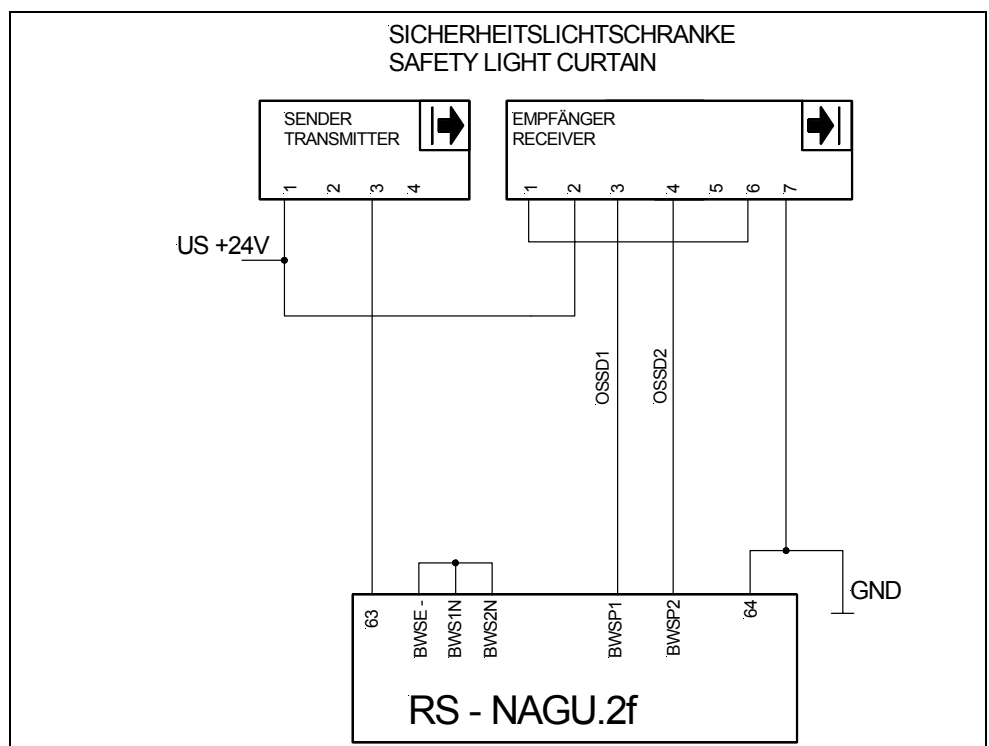 SICHERHEITSLICHTSCHRANKE
SAFETY LIGHT CURTAIN
SENDER
TRANSMITTER
EMPFÄNGER
RECEIVER
1 2 3 4
1 2 3 4 5 6 7
US +24V
OSSD1
OSSD2
GND
63
BWSE -
BWS1N
BWS2N
BWSP1
BWSP2
64
RS - NAGU.2f